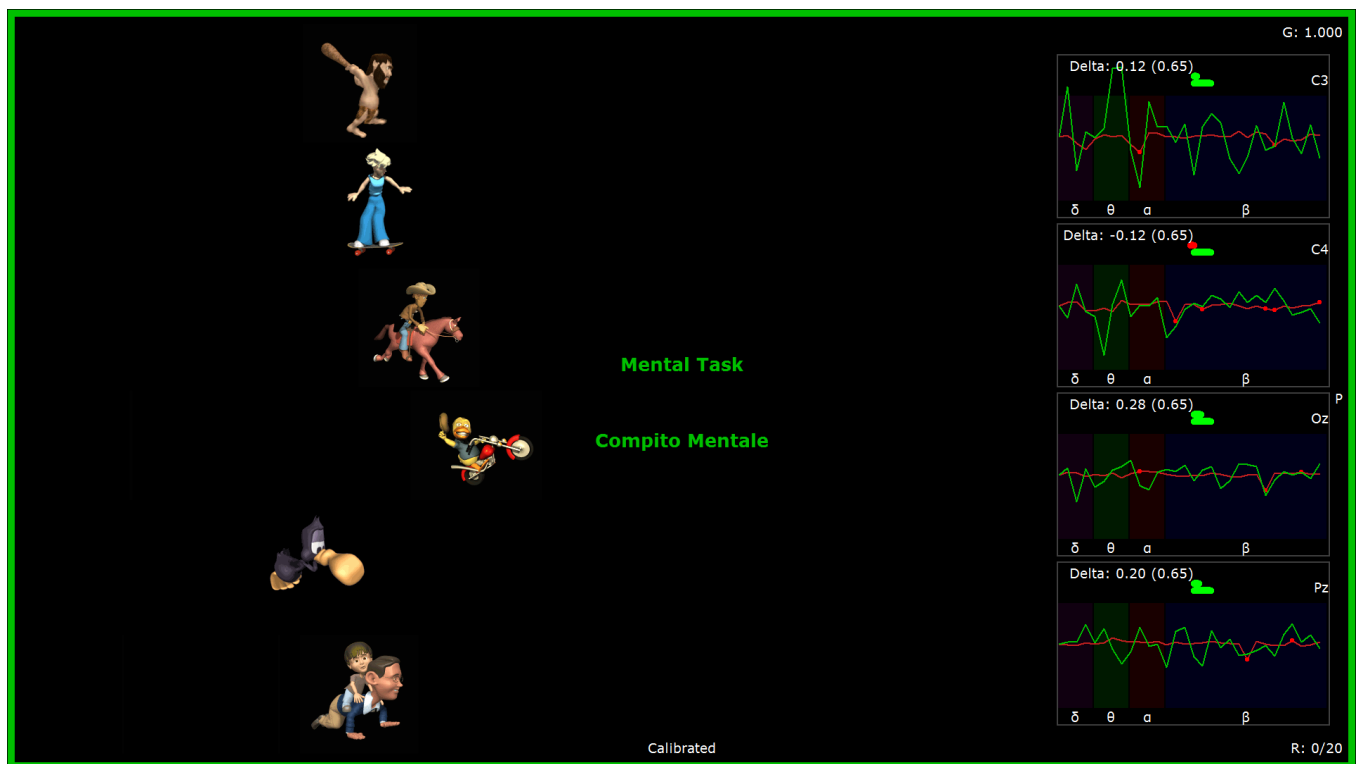 G: 1.000
Delta: 0.12 (0.65)
C3
δ θ α β
Delta: -0.12 (0.65)
C4
δ θ α β
Mental Task
P
Delta: 0.28 (0.65)
Oz
Compito Mentale
δ θ α β
Delta: 0.20 (0.65)
Pz
δ θ α β
Calibrated
R: 0/20